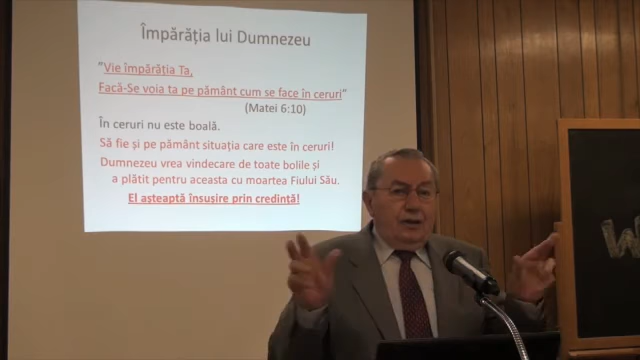 Împărăția lui Dumnezeu
"Vie împărăția Ta,
Facă-Se voia ta pe pământ cum se face în ceruri"
(Matei 6:10)
În ceruri nu este boală.
Să fie și pe pământ situația care este în ceruri!
Dumnezeu vrea vindecare de toate bolile și
a plătit pentru aceasta cu moartea Fiului Său.
El așteaptă însușire prin credință!